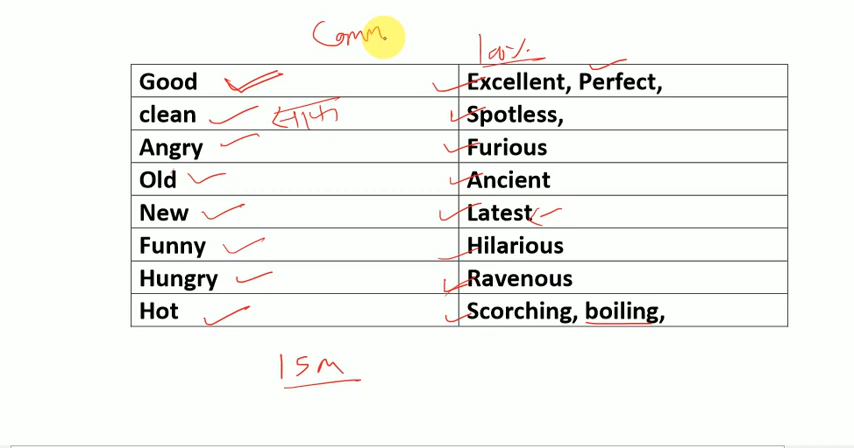 Comm
100%
Good Excellent, Perfect,
clean Spotless,
Angry Furious
Old Ancient
New Latest
Funny Hilarious
Hungry Ravenous
Hot Scorching, boiling,
15M